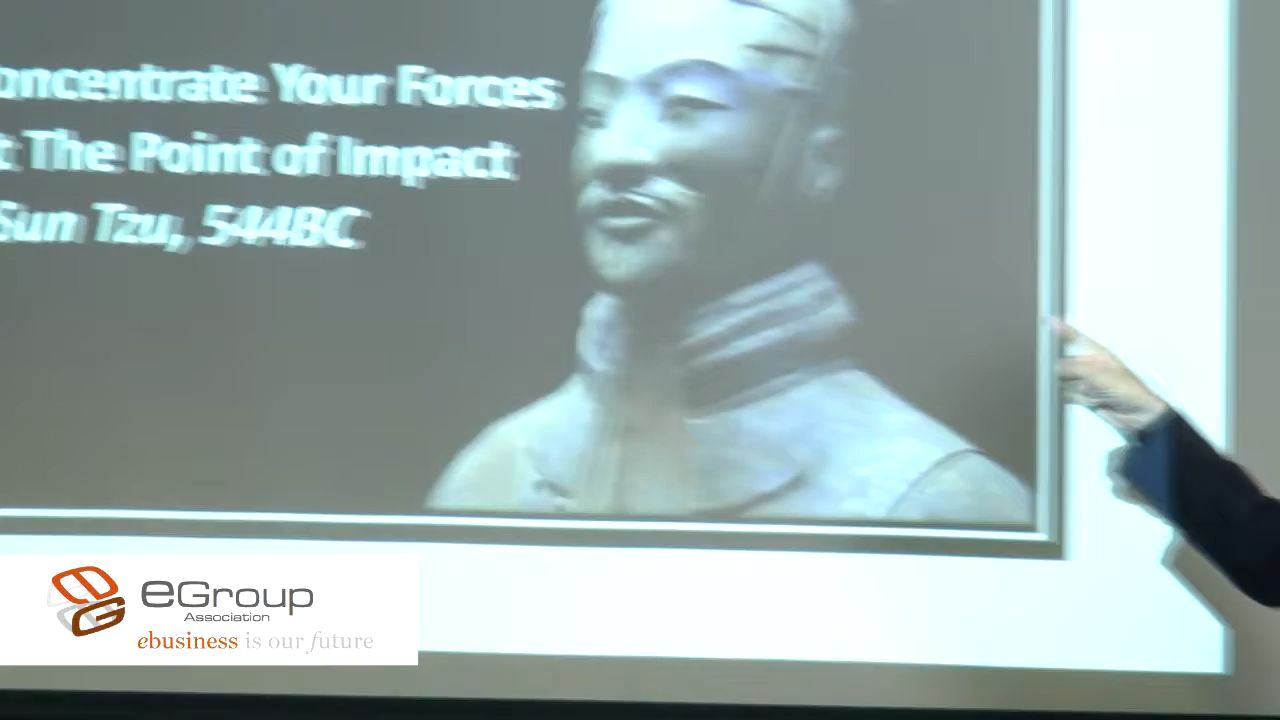 oncentrate Your Forces
t The Point of Impact
Sun Tzu, 544BC
eGroup
Association
ebusiness is our future